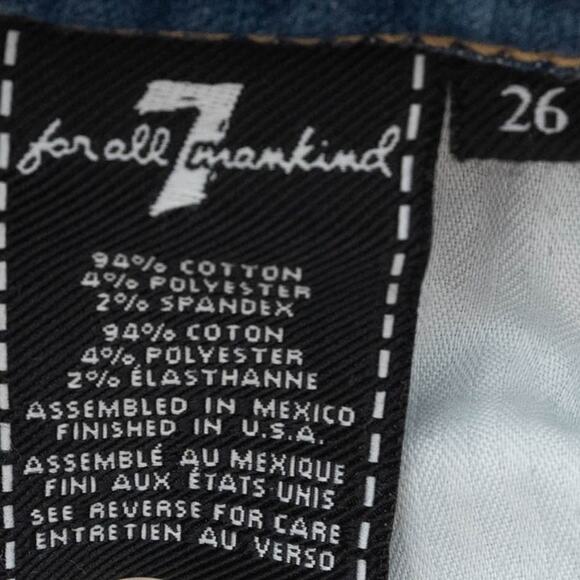 for all 7 mankind
26
94% COTTON
4% POLYESTER
2% SPANDEX
94% COTON
4% POLYESTER
2% ÉLASTHANNE
ASSEMBLED IN MEXICO
FINISHED IN U.S.A.
ASSEMBLÉ AU MEXIQUE
FINI AUX ÉTATS-UNIS
SEE REVERSE FOR CARE
ENTRETIEN AU VERSO